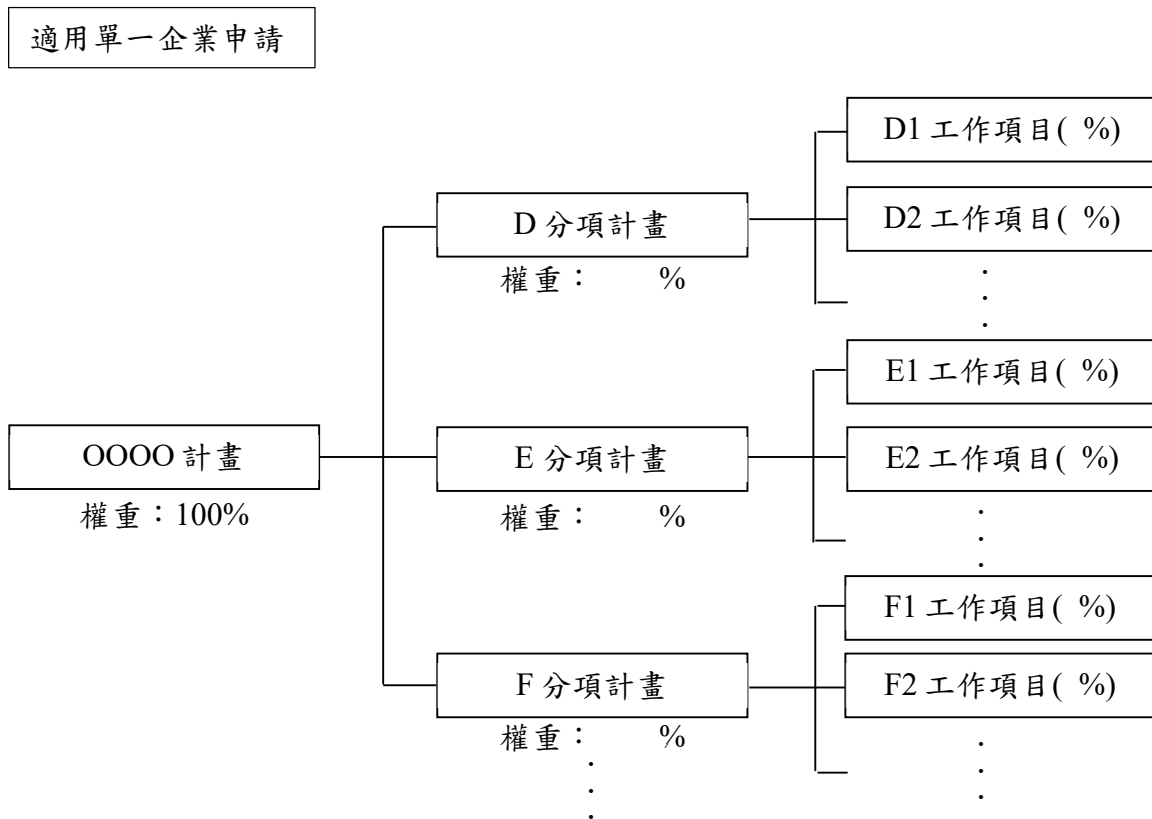 適用單一企業申請
D1 工作項目( %)
D 分項計畫
D2 工作項目( %)
權重： %
E1 工作項目( %)
OOOO 計畫
E 分項計畫
E2 工作項目( %)
權重：100%
權重： %
F1 工作項目( %)
F 分項計畫
F2 工作項目( %)
權重： %